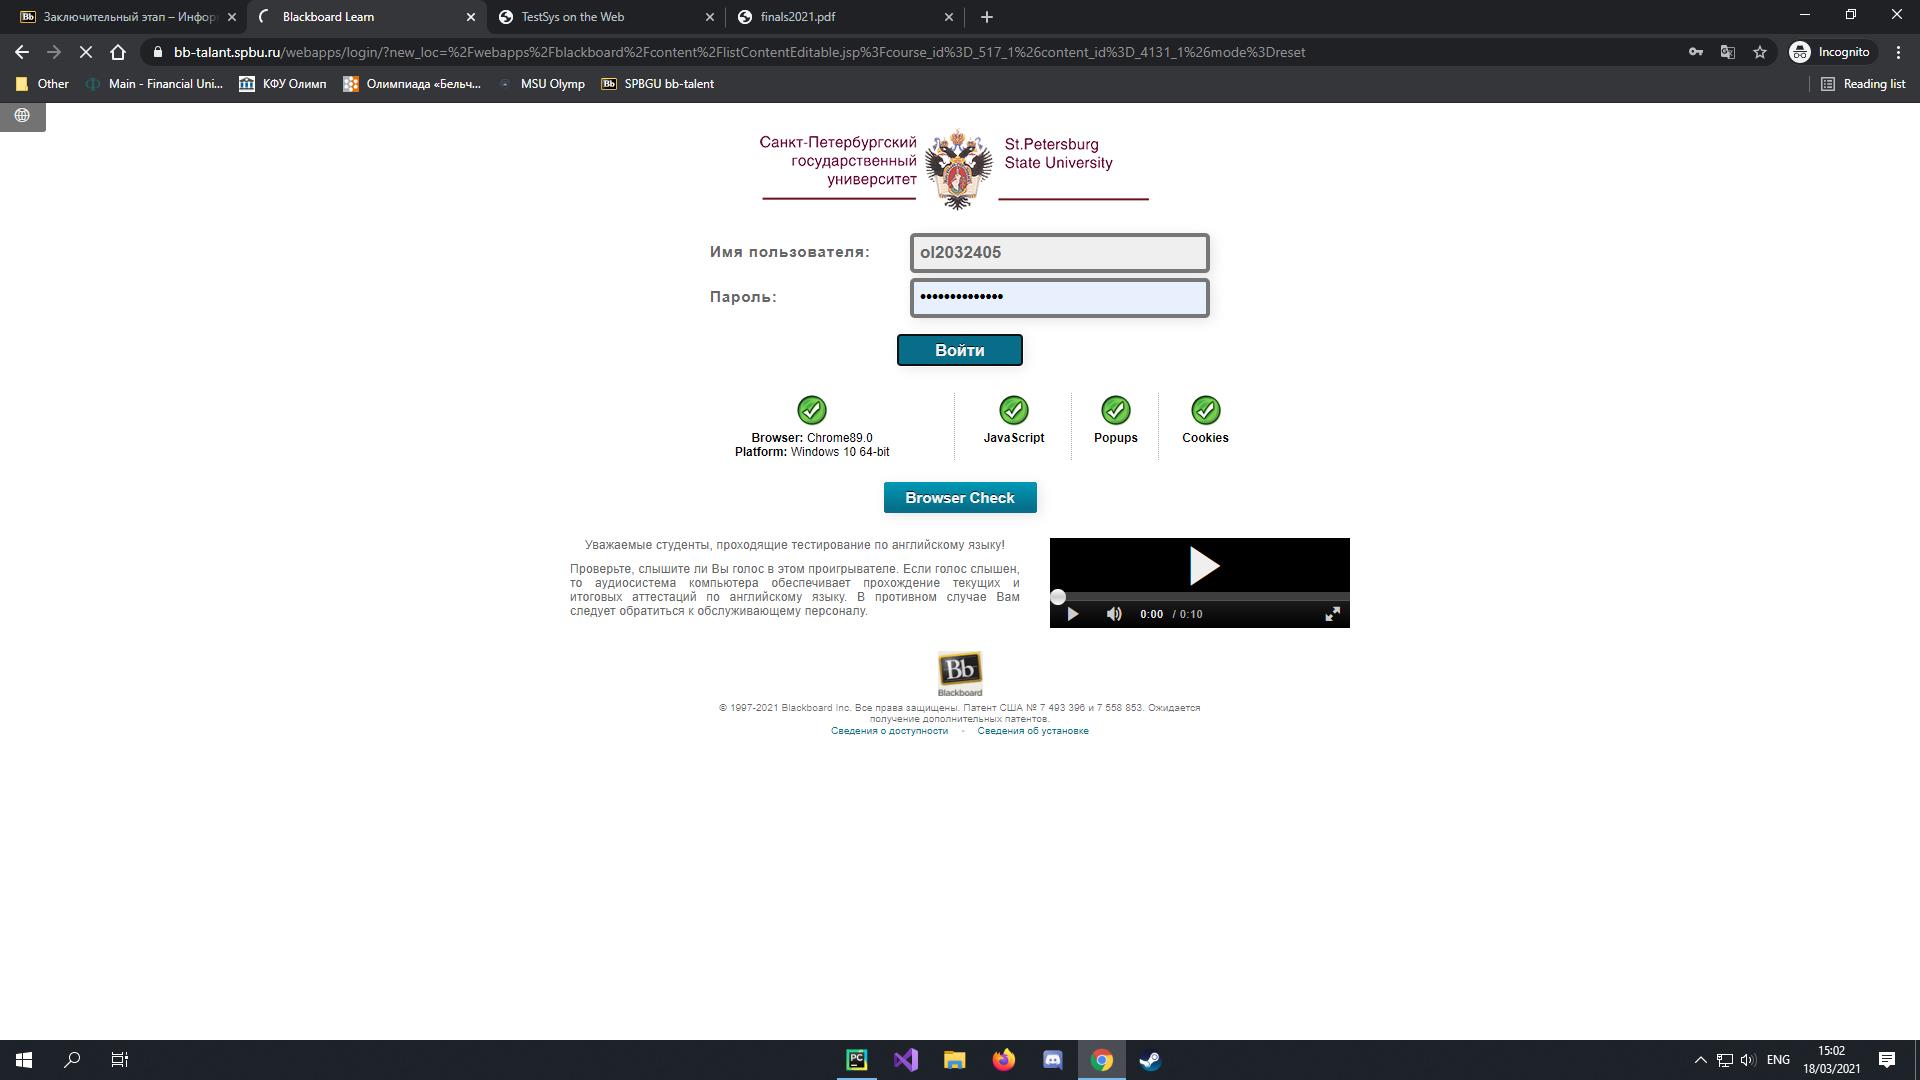 Заключительный этап – Инфор
Blackboard Learn
TestSys on the Web
finals2021.pdf
bb-talant.spbu.ru/webapps/login/?new_loc=%2Fwebapps%2Fblackboard%2Fcontent%2FlistContentEditable.jsp%3Fcourse_id%3D_517_1%26content_id%3D_4131_1%26mode%3Dreset
Incognito
Other
Main - Financial Uni...
КФУ Олимп
Олимпиада «Бельч...
MSU Olymp
Bb SPBGU bb-talent
Reading list
Санкт-Петербургский
государственный
университет
St.Petersburg
State University
Имя пользователя:
ol2032405
Пароль:
••••••••••••••
Войти
Browser: Chrome89.0
Platform: Windows 10 64-bit
JavaScript
Popups
Cookies
Browser Check
Уважаемые студенты, проходящие тестирование по английскому языку!
Проверьте, слышите ли Вы голос в этом проигрывателе. Если голос слышен,
то аудиосистема компьютера обеспечивает прохождение текущих и
итоговых аттестаций по английскому языку. В противном случае Вам
следует обратиться к обслуживающему персоналу.
0:00 / 0:10
Bb
Blackboard
© 1997-2021 Blackboard Inc. Все права защищены. Патент США № 7 493 396 и 7 558 853. Ожидается
получение дополнительных патентов.
Сведения о доступности - Сведения об установке
PC
ENG
15:02
18/03/2021